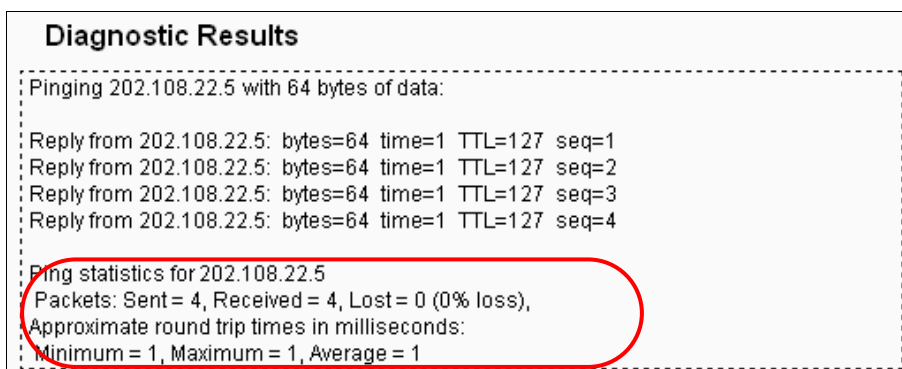 Diagnostic Results
Pinging 202.108.22.5 with 64 bytes of data:
Reply from 202.108.22.5: bytes=64 time=1 TTL=127 seq=1
Reply from 202.108.22.5: bytes=64 time=1 TTL=127 seq=2
Reply from 202.108.22.5: bytes=64 time=1 TTL=127 seq=3
Reply from 202.108.22.5: bytes=64 time=1 TTL=127 seq=4
Ping statistics for 202.108.22.5
Packets: Sent = 4, Received = 4, Lost = 0 (0% loss),
Approximate round trip times in milliseconds:
Minimum = 1, Maximum = 1, Average = 1